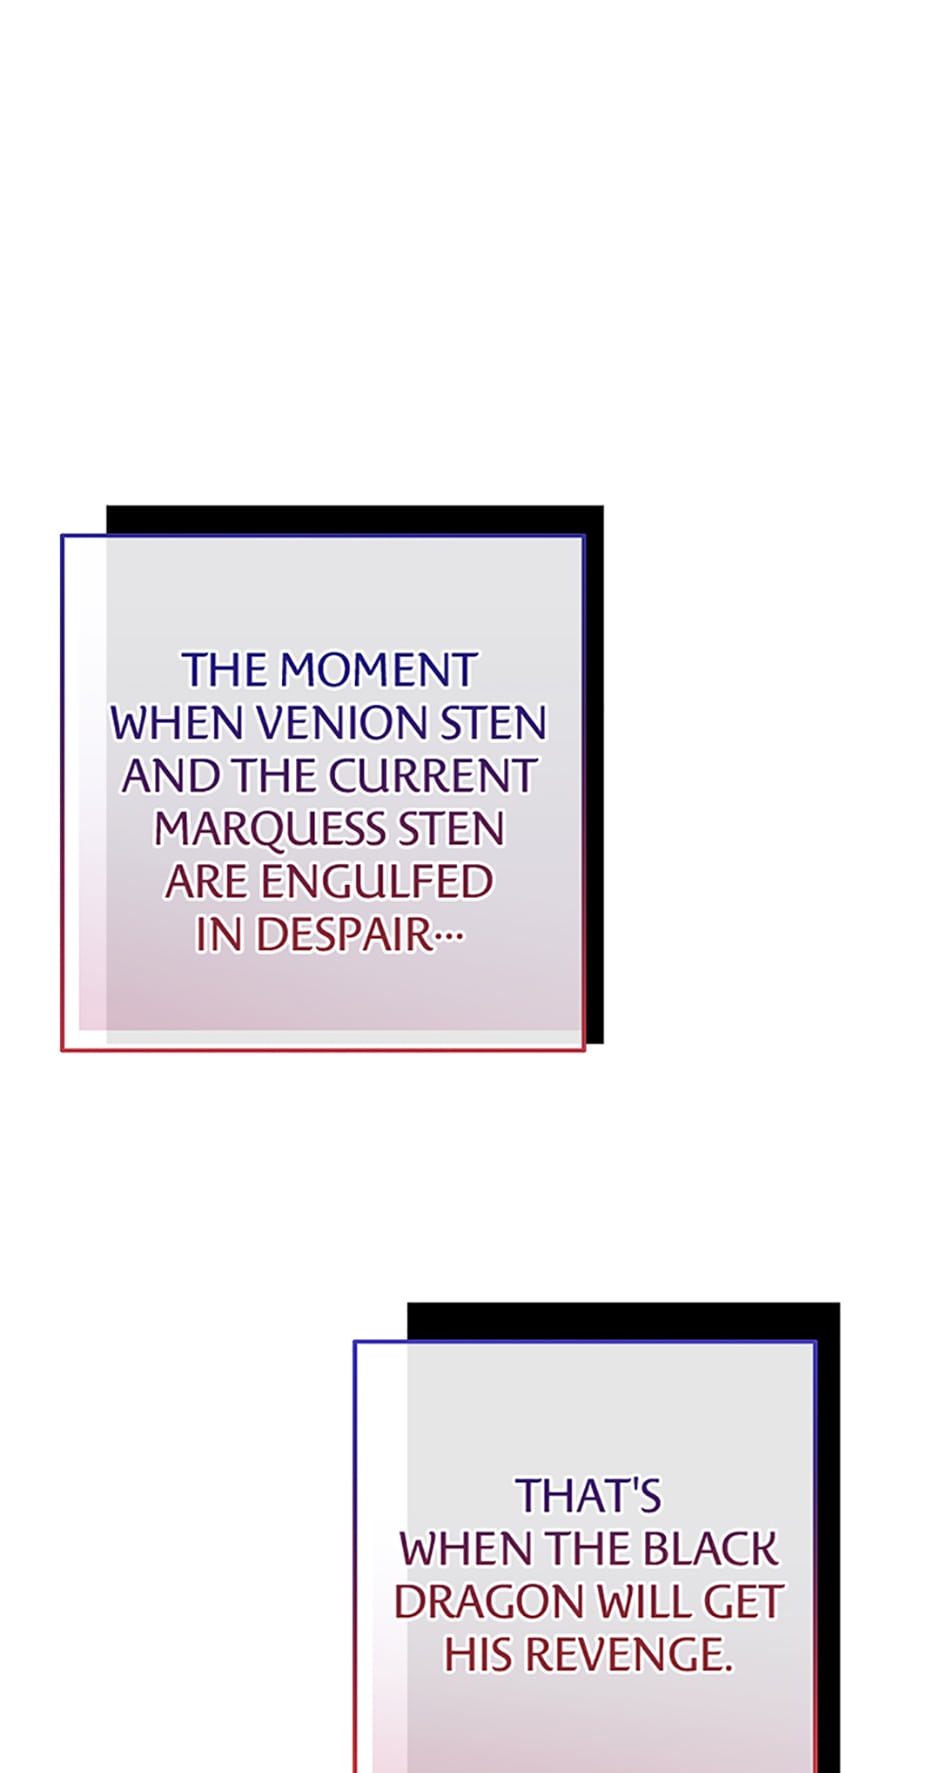 THE MOMENT
WHEN VENION STEN
AND THE CURRENT
MARQUESS STEN
ARE ENGULFED
IN DESPAIR···
THAT'S
WHEN THE BLACK
DRAGON WILL GET
HIS REVENGE.